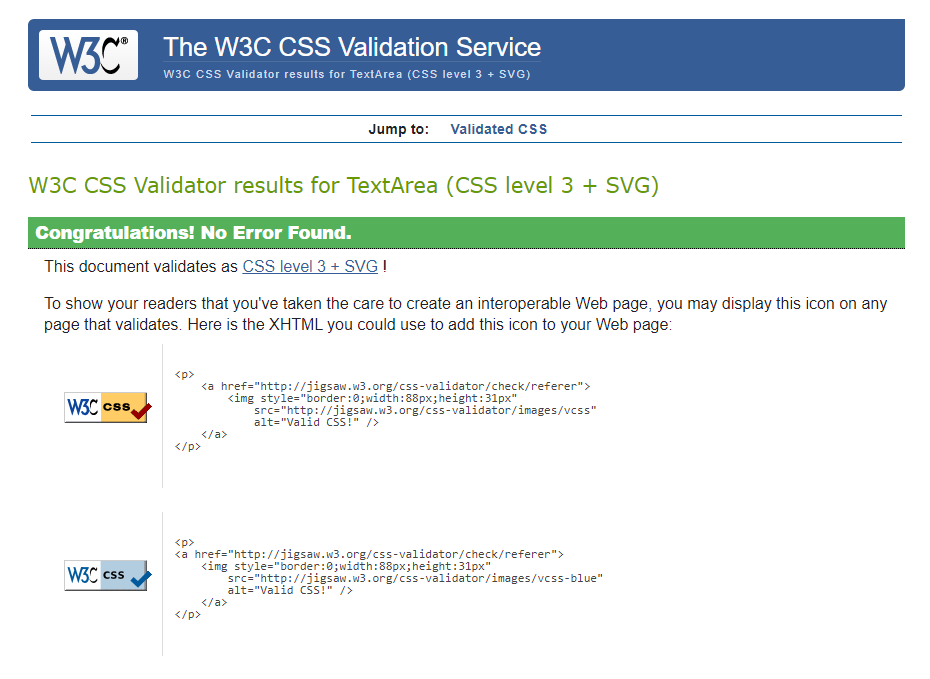 W3C®
The W3C CSS Validation Service
W3C CSS Validator results for TextArea (CSS level 3 + SVG)
Jump to: Validated CSS
W3C CSS Validator results for TextArea (CSS level 3 + SVG)
Congratulations! No Error Found.
This document validates as CSS level 3 + SVG !
To show your readers that you've taken the care to create an interoperable Web page, you may display this icon on any
page that validates. Here is the XHTML you could use to add this icon to your Web page:
W3C css
<p>
    <a href="http://jigsaw.w3.org/css-validator/check/referer">
        <img style="border:0;width:88px;height:31px"
            src="http://jigsaw.w3.org/css-validator/images/vcss"
            alt="Valid CSS!" />
    </a>
</p>
W3C css
<p>
<a href="http://jigsaw.w3.org/css-validator/check/referer">
    <img style="border:0;width:88px;height:31px"
        src="http://jigsaw.w3.org/css-validator/images/vcss-blue"
        alt="Valid CSS!" />
    </a>
</p>